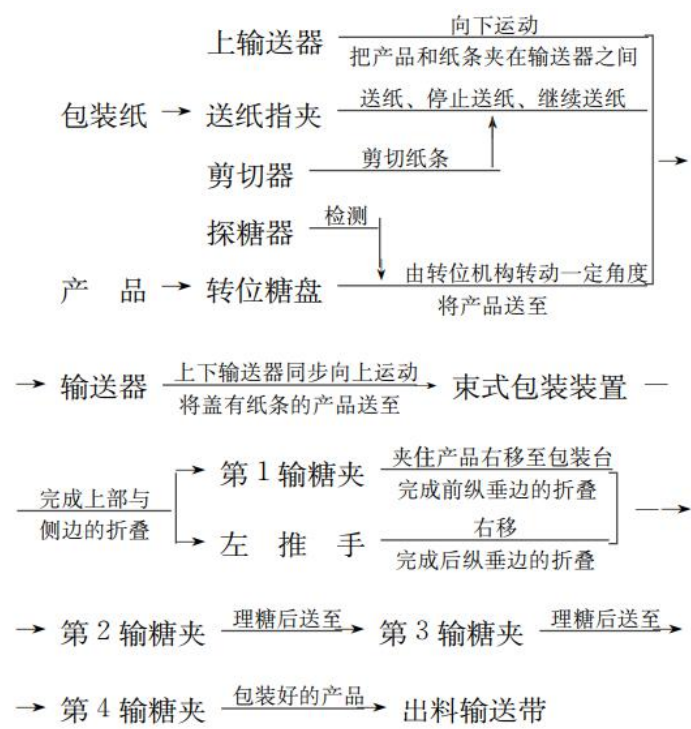 上输送器 向下运动
把产品和纸条夹在输送器之间
包装纸 → 送纸指夹 送纸、停止送纸、继续送纸
剪切器 剪切纸条
探糖器 检测
产 品 → 转位糖盘 由转位机构转动一定角度
将产品送至
→ 输送器 上下输送器同步向上运动 → 束式包装装置
将盖有纸条的产品送至
完成上部与
侧边的折叠
第1输糖夹 夹住产品右移至包装台
完成前纵垂边的折叠
左 推 手 右移
完成后纵垂边的折叠
→ 第2输糖夹 理糖后送至 → 第3输糖夹 理糖后送至 →
→ 第4输糖夹 包装好的产品 → 出料输送带